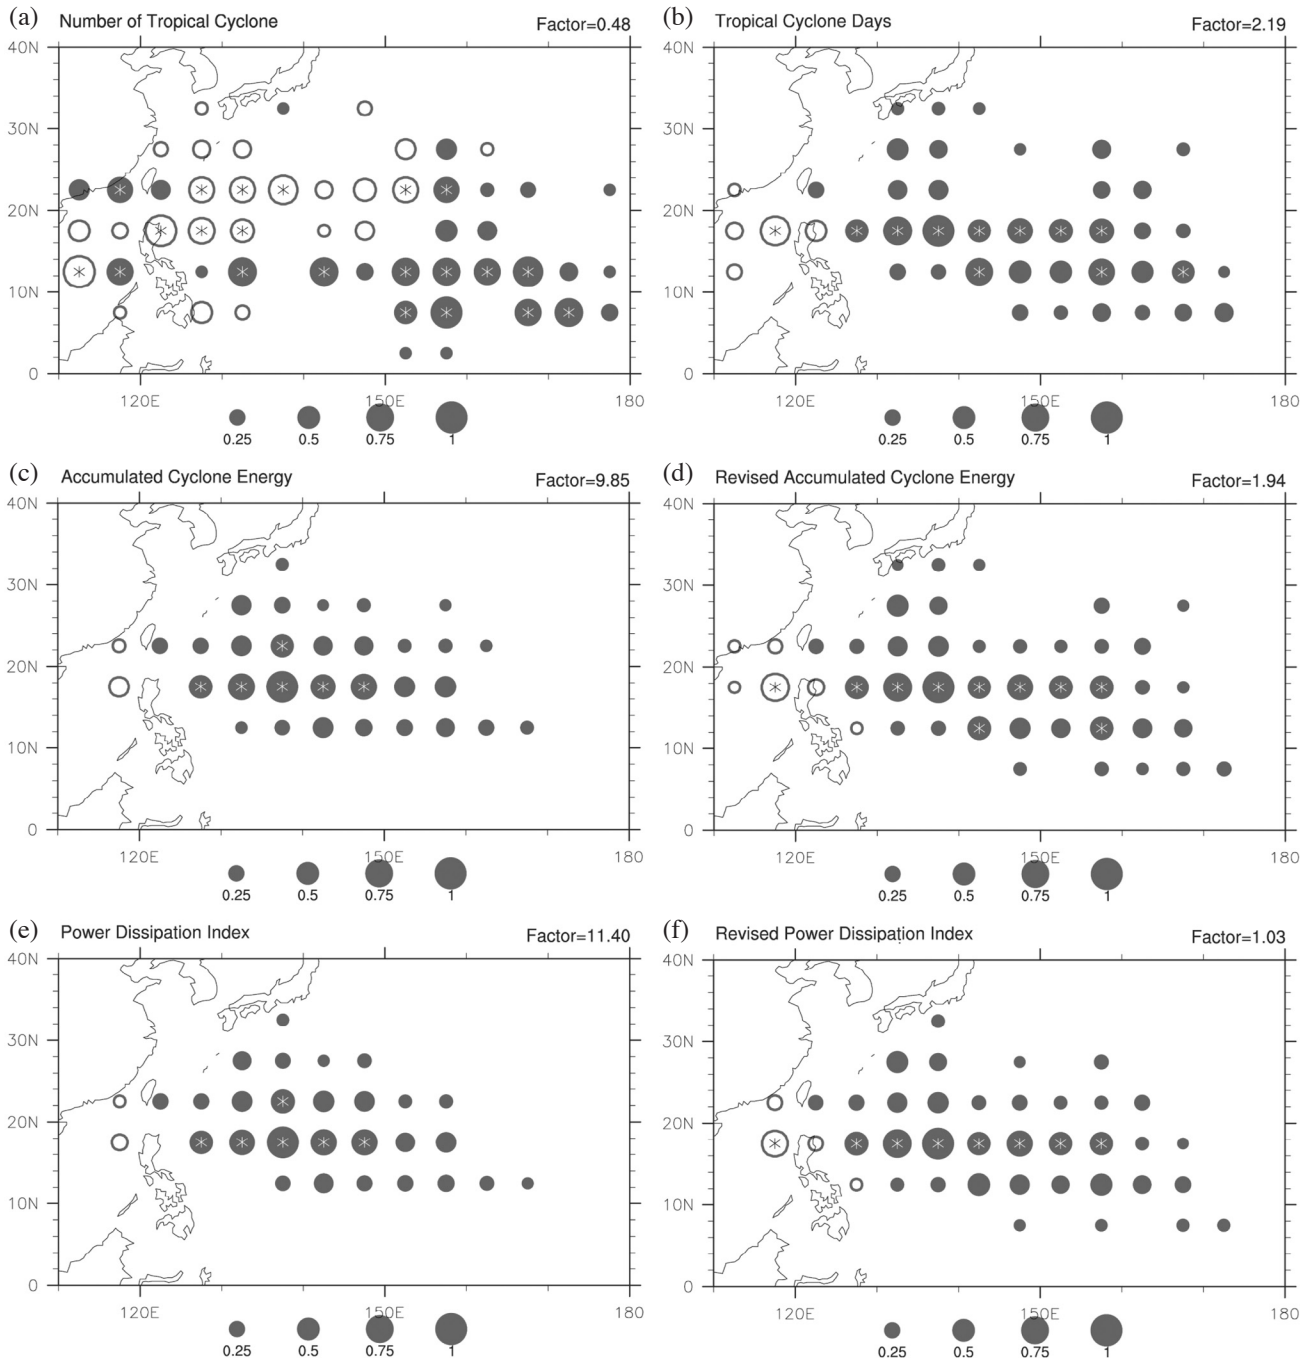 (a) Number of Tropical Cyclone Factor=0.48
40N
30N
20N
10N
0
120E 150E 180
0.25 0.5 0.75 1
(b) Tropical Cyclone Days Factor=2.19
40N
30N
20N
10N
0
120E 150E 180
0.25 0.5 0.75 1
(c) Accumulated Cyclone Energy Factor=9.85
40N
30N
20N
10N
0
120E 150E 180
0.25 0.5 0.75 1
(d) Revised Accumulated Cyclone Energy Factor=1.94
40N
30N
20N
10N
0
120E 150E 180
0.25 0.5 0.75 1
(e) Power Dissipation Index Factor=11.40
40N
30N
20N
10N
0
120E 150E 180
0.25 0.5 0.75 1
(f) Revised Power Dissipation Index Factor=1.03
40N
30N
20N
10N
0
120E 150E 180
0.25 0.5 0.75 1